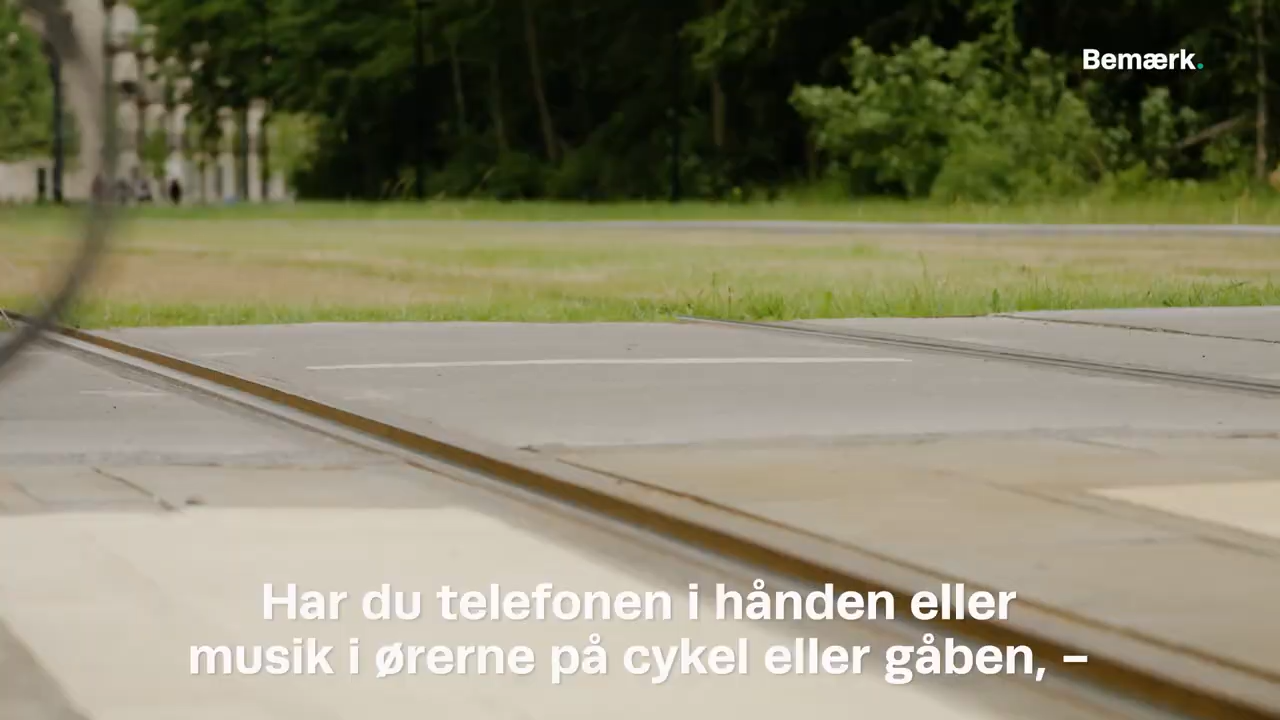 Bemærk.
Har du telefonen i hånden eller
musik i ørerne på cykel eller gåben, –